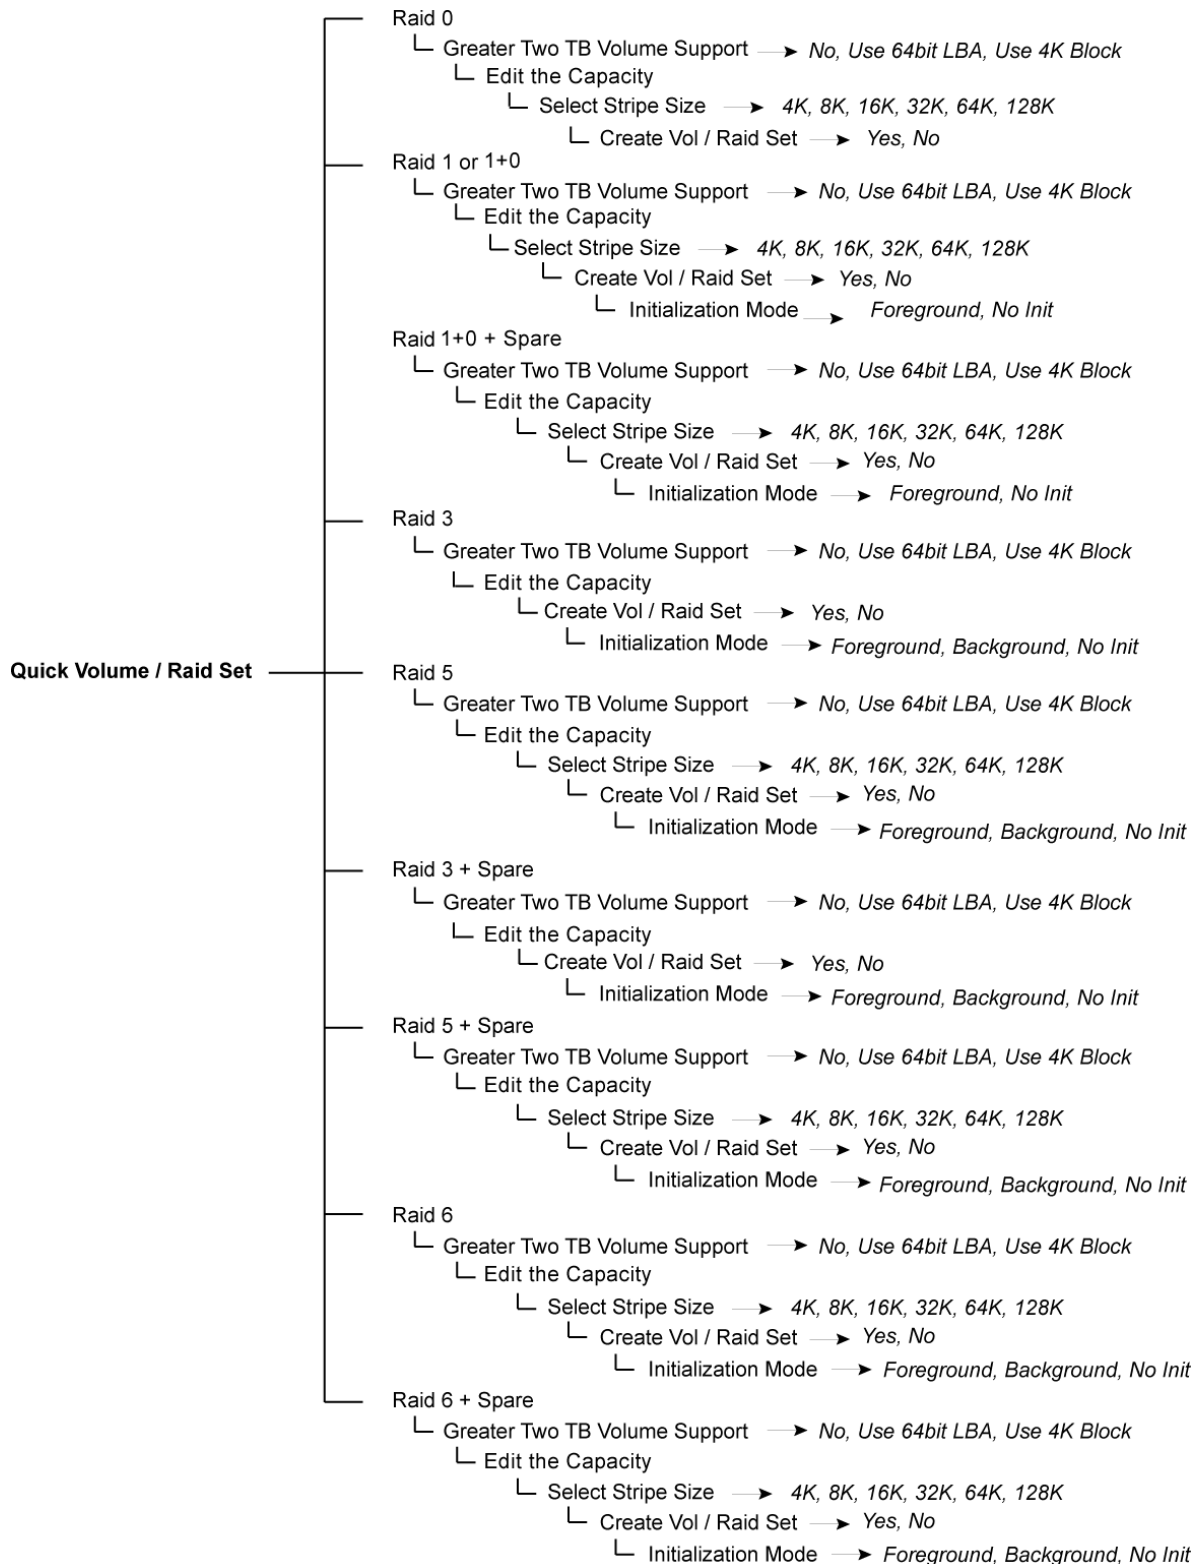 Raid 0
Greater Two TB Volume Support No, Use 64bit LBA, Use 4K Block
Edit the Capacity
Select Stripe Size 4K, 8K, 16K, 32K, 64K, 128K
Create Vol / Raid Set Yes, No
Raid 1 or 1+0
Greater Two TB Volume Support No, Use 64bit LBA, Use 4K Block
Edit the Capacity
Select Stripe Size 4K, 8K, 16K, 32K, 64K, 128K
Create Vol / Raid Set Yes, No
Initialization Mode Foreground, No Init
Raid 1+0 + Spare
Greater Two TB Volume Support No, Use 64bit LBA, Use 4K Block
Edit the Capacity
Select Stripe Size 4K, 8K, 16K, 32K, 64K, 128K
Create Vol / Raid Set Yes, No
Initialization Mode Foreground, No Init
Raid 3
Greater Two TB Volume Support No, Use 64bit LBA, Use 4K Block
Edit the Capacity
Create Vol / Raid Set Yes, No
Initialization Mode Foreground, Background, No Init
Quick Volume / Raid Set Raid 5
Greater Two TB Volume Support No, Use 64bit LBA, Use 4K Block
Edit the Capacity
Select Stripe Size 4K, 8K, 16K, 32K, 64K, 128K
Create Vol / Raid Set Yes, No
Initialization Mode Foreground, Background, No Init
Raid 3 + Spare
Greater Two TB Volume Support No, Use 64bit LBA, Use 4K Block
Edit the Capacity
Create Vol / Raid Set Yes, No
Initialization Mode Foreground, Background, No Init
Raid 5 + Spare
Greater Two TB Volume Support No, Use 64bit LBA, Use 4K Block
Edit the Capacity
Select Stripe Size 4K, 8K, 16K, 32K, 64K, 128K
Create Vol / Raid Set Yes, No
Initialization Mode Foreground, Background, No Init
Raid 6
Greater Two TB Volume Support No, Use 64bit LBA, Use 4K Block
Edit the Capacity
Select Stripe Size 4K, 8K, 16K, 32K, 64K, 128K
Create Vol / Raid Set Yes, No
Initialization Mode Foreground, Background, No Init
Raid 6 + Spare
Greater Two TB Volume Support No, Use 64bit LBA, Use 4K Block
Edit the Capacity
Select Stripe Size 4K, 8K, 16K, 32K, 64K, 128K
Create Vol / Raid Set Yes, No
Initialization Mode Foreground, Background, No Init